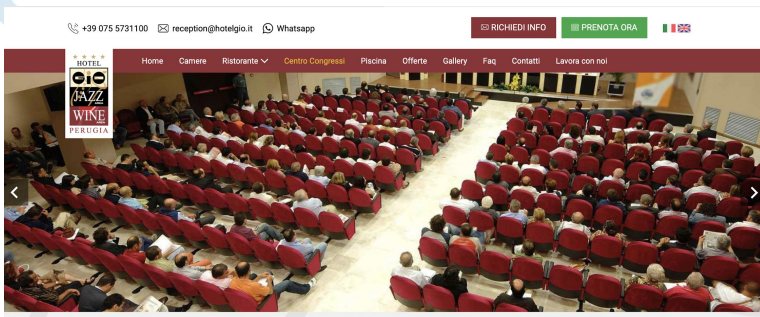 +39 075 5731100 reception@hotelgio.it Whatsapp RICHIEDI INFO PRENOTA ORA
Home Camere Ristorante Centro Congressi Piscina Offerte Gallery Faq Contatti Lavora con noi
HOTEL
GIO
JAZZ
WINE
PERUGIA